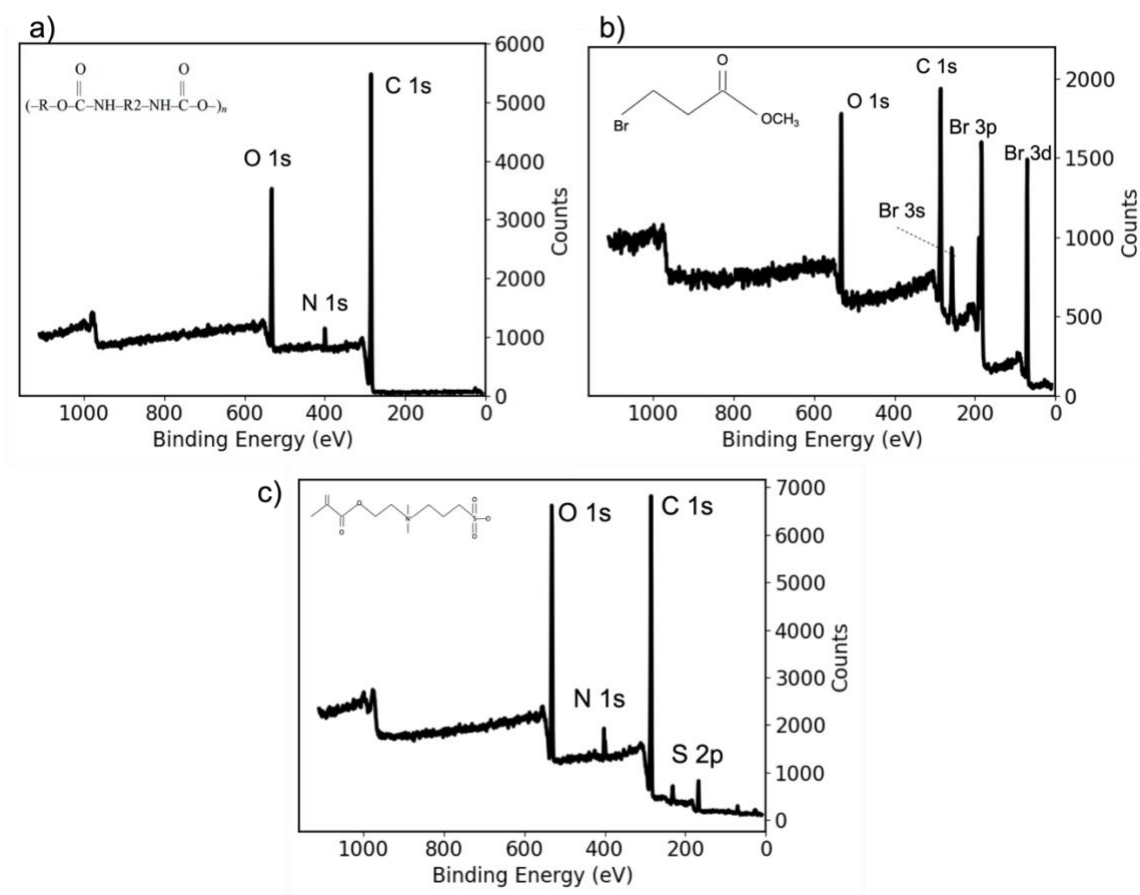 a)
O O
(–R–O–C–NH–R2–NH–C–O–)n
C 1s
O 1s
N 1s
6000
5000
4000
3000
2000
1000
0
Counts
1000 800 600 400 200 0
Binding Energy (eV)
b)
O
Br
OCH3
C 1s
O 1s
Br 3p
Br 3d
Br 3s
2000
1500
1000
500
0
Counts
1000 800 600 400 200 0
Binding Energy (eV)
c)
O
O
N
O
S
O
O
O 1s
C 1s
N 1s
S 2p
7000
6000
5000
4000
3000
2000
1000
0
Counts
1000 800 600 400 200 0
Binding Energy (eV)